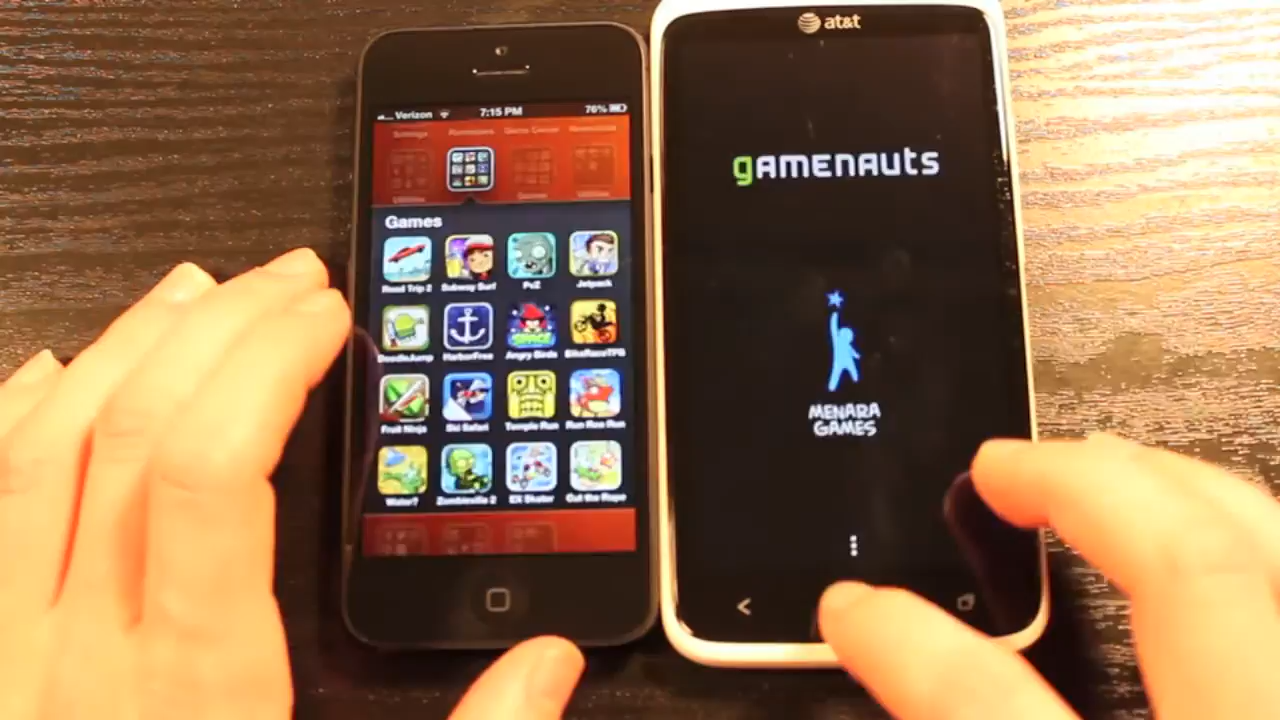 Verizon 7:15 PM 76%
Games
Road Trip 2 Subway Surf PvZ Jetpack
DoodleJump HarborFree Angry Birds BikeRaceTFG
SPACE
Fruit Ninja Ski Safari Temple Run Run Roo Run
Water? Zombieville 2 EX Skater Cut the Rope
at&t
gamenauts
MENARA
GAMES